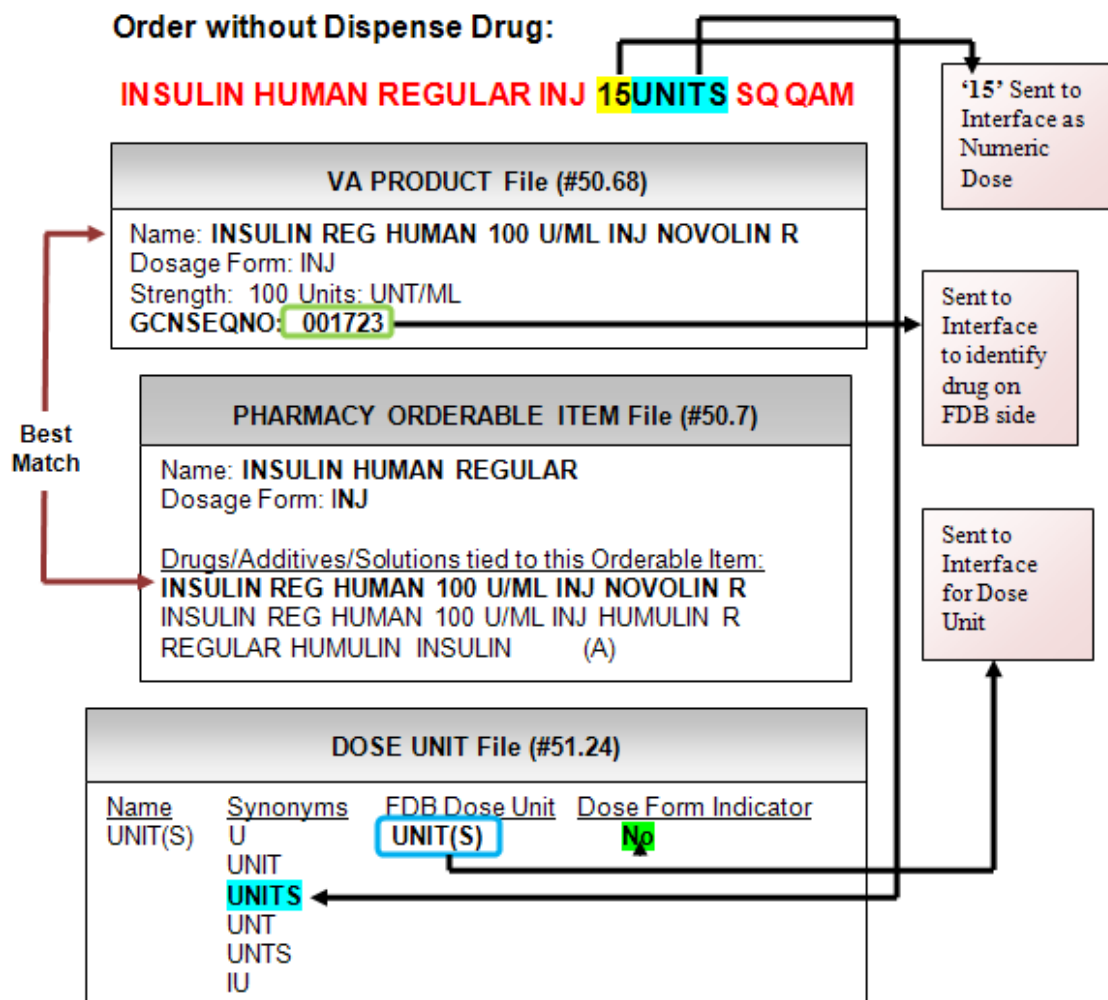 Order without Dispense Drug:
INSULIN HUMAN REGULAR INJ 15UNITS SQ QAM
‘15’ Sent to
Interface as
Numeric
Dose
VA PRODUCT File (#50.68)
Name: INSULIN REG HUMAN 100 U/ML INJ NOVOLIN R
Dosage Form: INJ
Strength: 100 Units: UNT/ML
GCNSEQNO: 001723
Sent to
Interface
to identify
drug on
FDB side
Best
Match
PHARMACY ORDERABLE ITEM File (#50.7)
Name: INSULIN HUMAN REGULAR
Dosage Form: INJ
Drugs/Additives/Solutions tied to this Orderable Item:
INSULIN REG HUMAN 100 U/ML INJ NOVOLIN R
INSULIN REG HUMAN 100 U/ML INJ HUMULIN R
REGULAR HUMULIN INSULIN (A)
Sent to
Interface
for Dose
Unit
DOSE UNIT File (#51.24)
Name Synonyms FDB Dose Unit Dose Form Indicator
UNIT(S) U UNIT(S) No
UNIT
UNITS
UNT
UNTS
IU